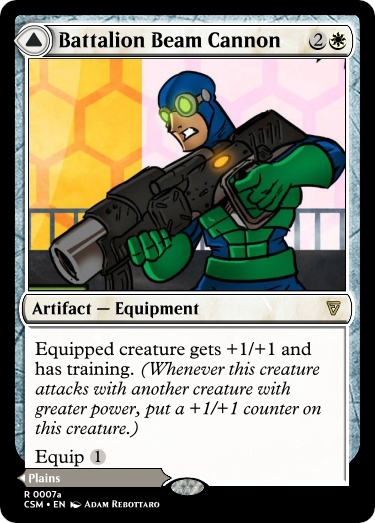 Battalion Beam Cannon 2
Artifact — Equipment
Equipped creature gets +1/+1 and
has training. (Whenever this creature
attacks with another creature with
greater power, put a +1/+1 counter on
this creature.)
Equip 1
Plains
R 0007a
CSM • EN Adam Rebottaro